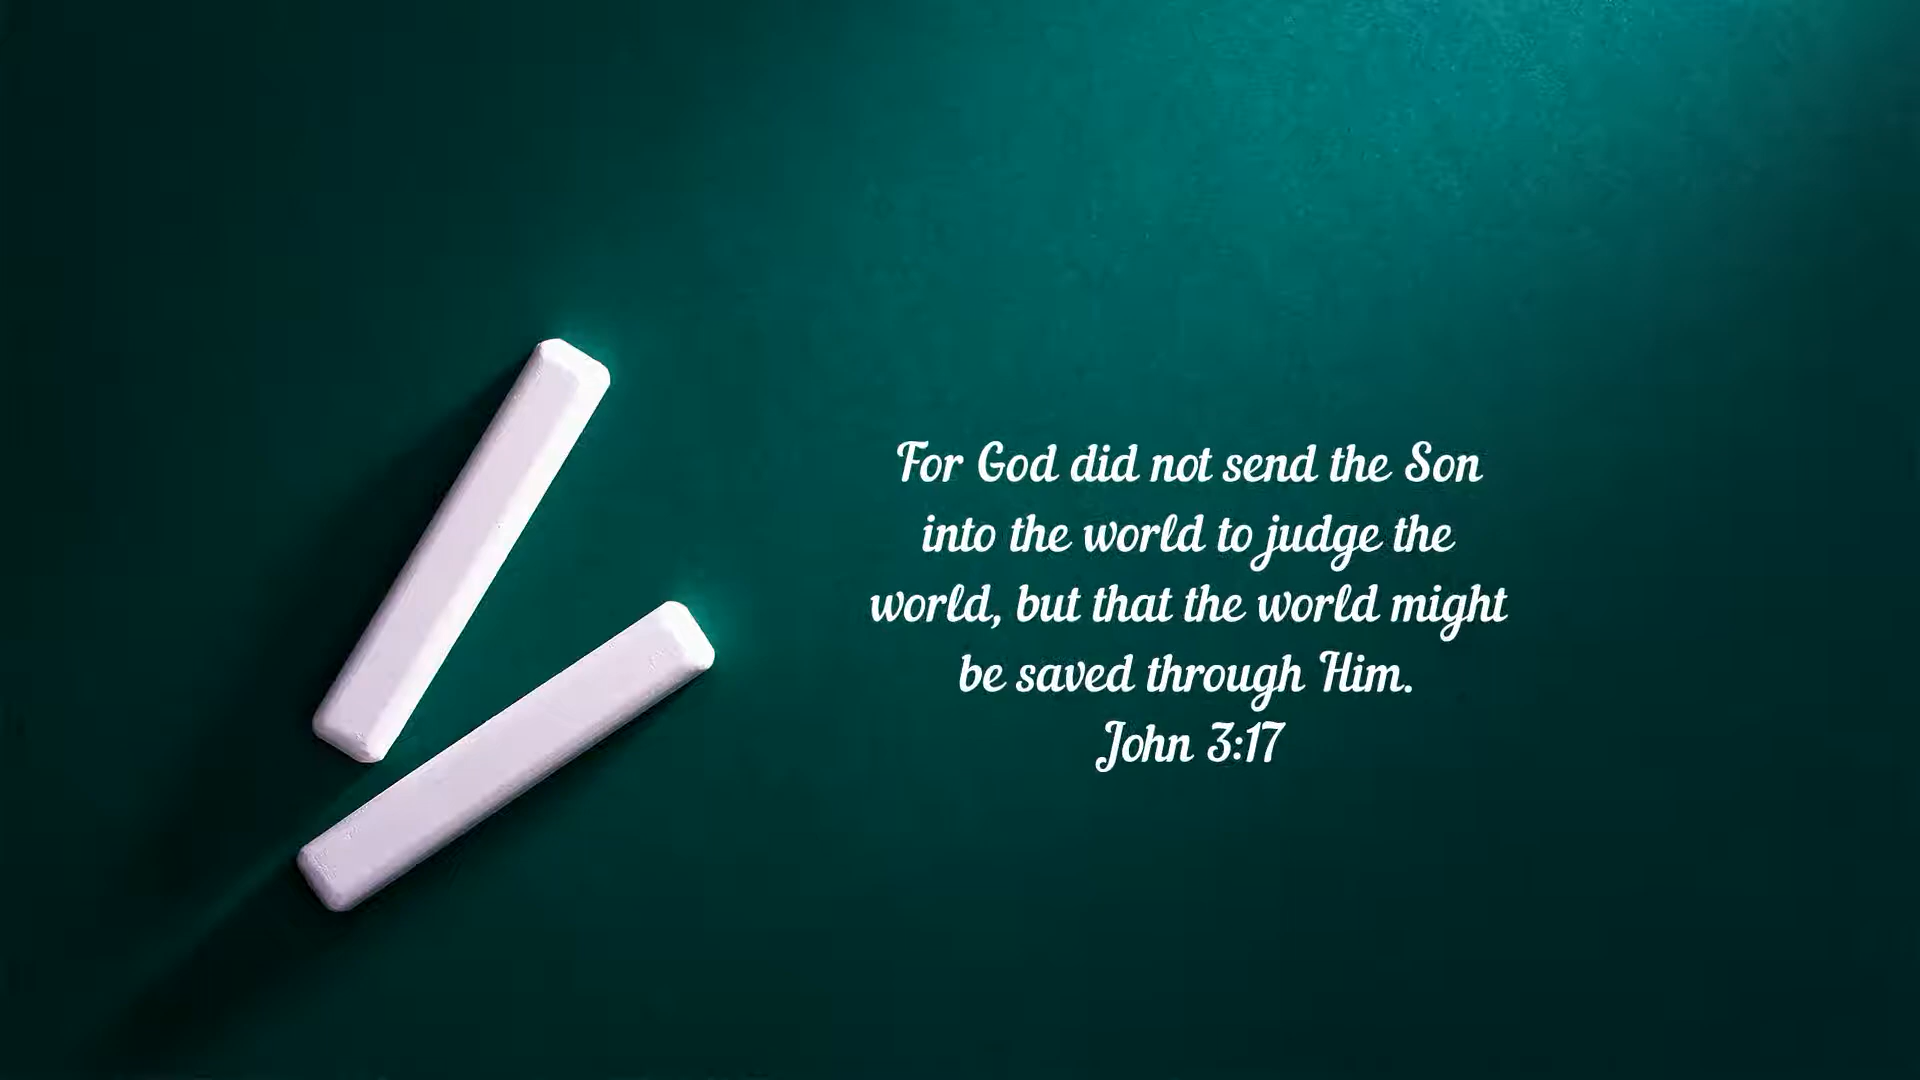 For God did not send the Son
into the world to judge the
world, but that the world might
be saved through Him.
John 3:17